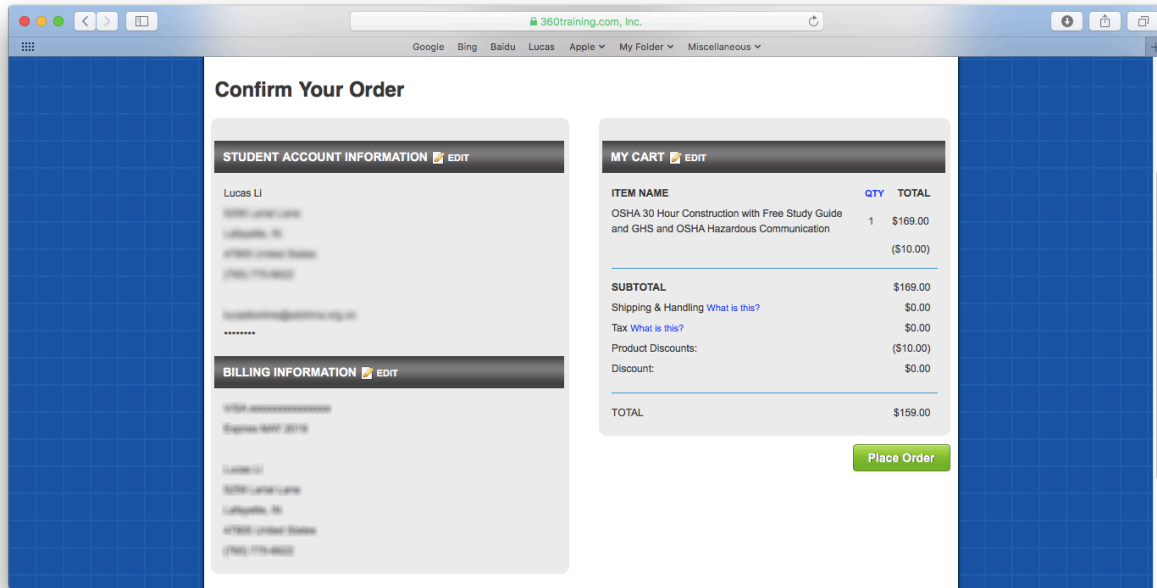 360training.com, Inc.
Google Bing Baidu Lucas Apple My Folder Miscellaneous
Confirm Your Order
STUDENT ACCOUNT INFORMATION EDIT
Lucas Li
********
BILLING INFORMATION EDIT
MY CART EDIT
ITEM NAME QTY TOTAL
OSHA 30 Hour Construction with Free Study Guide
and GHS and OSHA Hazardous Communication
1 $169.00
($10.00)
SUBTOTAL $169.00
Shipping & Handling What is this? $0.00
Tax What is this? $0.00
Product Discounts: ($10.00)
Discount: $0.00
TOTAL $159.00
Place Order